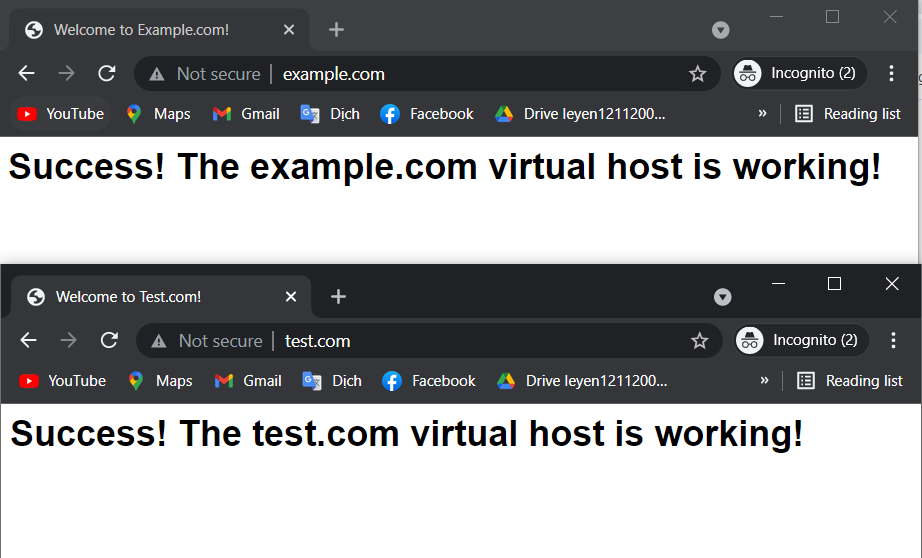 Welcome to Example.com!
Not secure example.com Incognito (2)
YouTube Maps Gmail Dịch Facebook Drive leyen1211200... » Reading list
Success! The example.com virtual host is working!
Welcome to Test.com!
Not secure test.com Incognito (2)
YouTube Maps Gmail Dịch Facebook Drive leyen1211200... » Reading list
Success! The test.com virtual host is working!